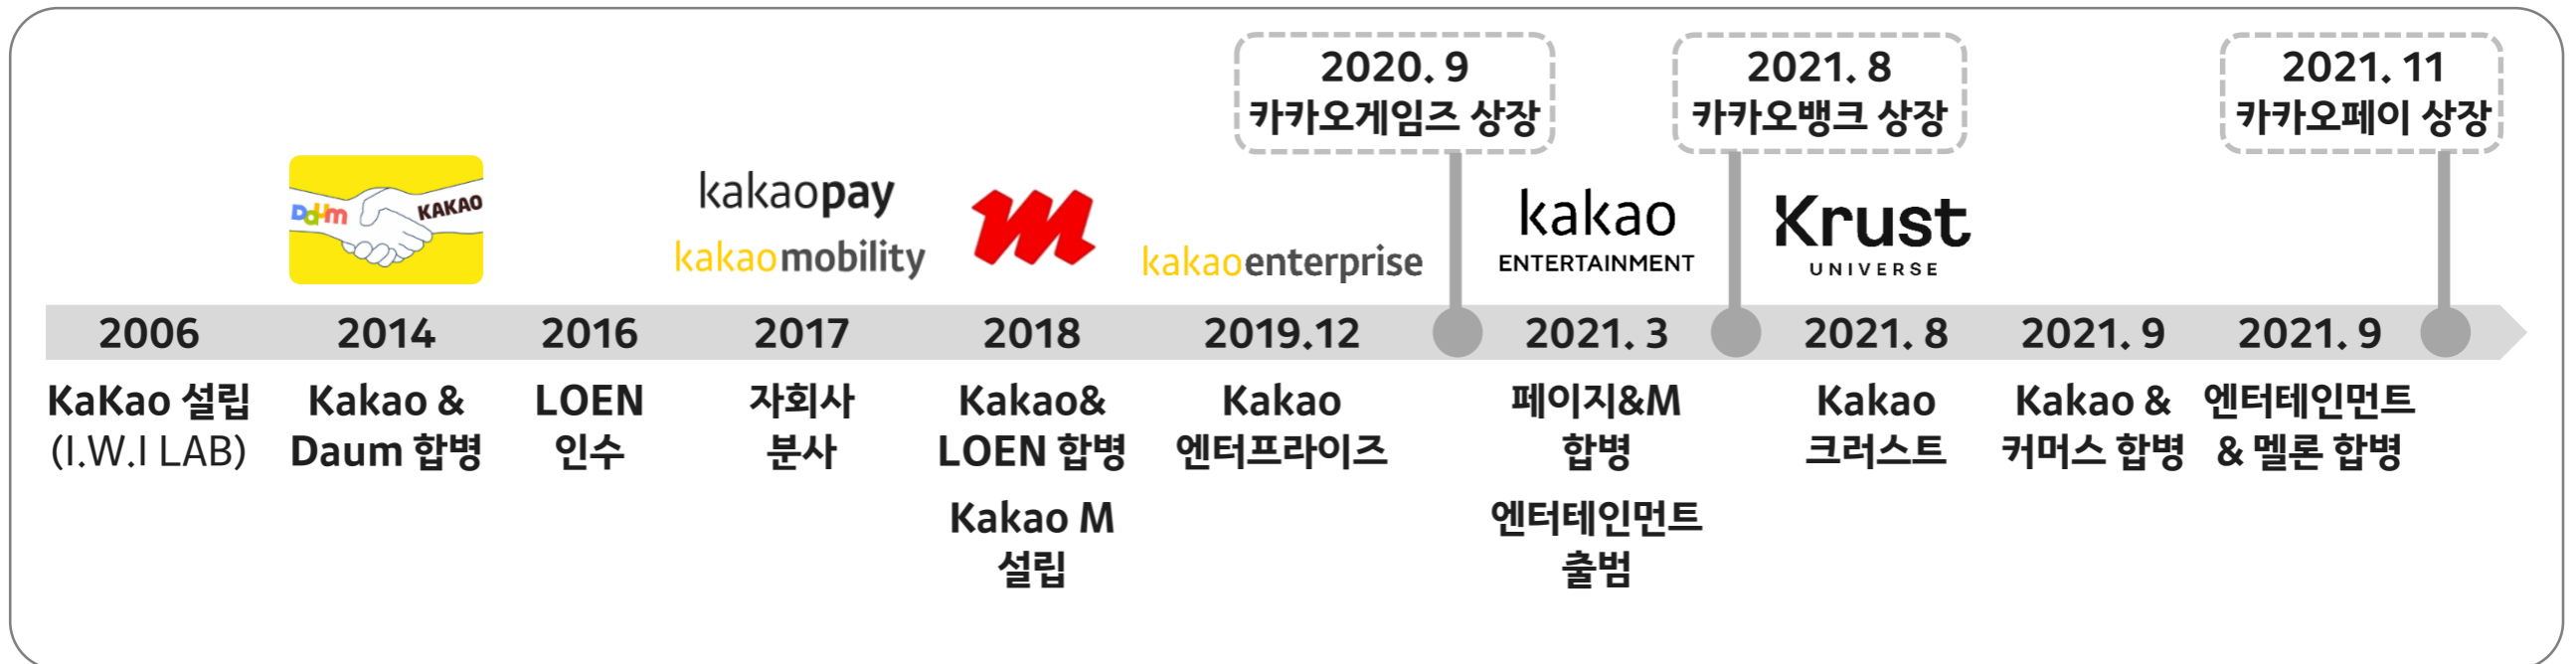 2020. 9
카카오게임즈 상장
2021. 8
카카오뱅크 상장
2021. 11
카카오페이 상장
Daum
KAKAO
kakaopay
kakaomobility
m
kakaoenterprise
kakao
ENTERTAINMENT
Krust
UNIVERSE
2006
KaKao 설립
(I.W.I LAB)
2014
Kakao &
Daum 합병
2016
LOEN
인수
2017
자회사
분사
2018
Kakao&
LOEN 합병
Kakao M
설립
2019.12
Kakao
엔터프라이즈
2021. 3
페이지&M
합병
엔터테인먼트
출범
2021. 8
Kakao
크러스트
2021. 9
Kakao &
커머스 합병
2021. 9
엔터테인먼트
& 멜론 합병